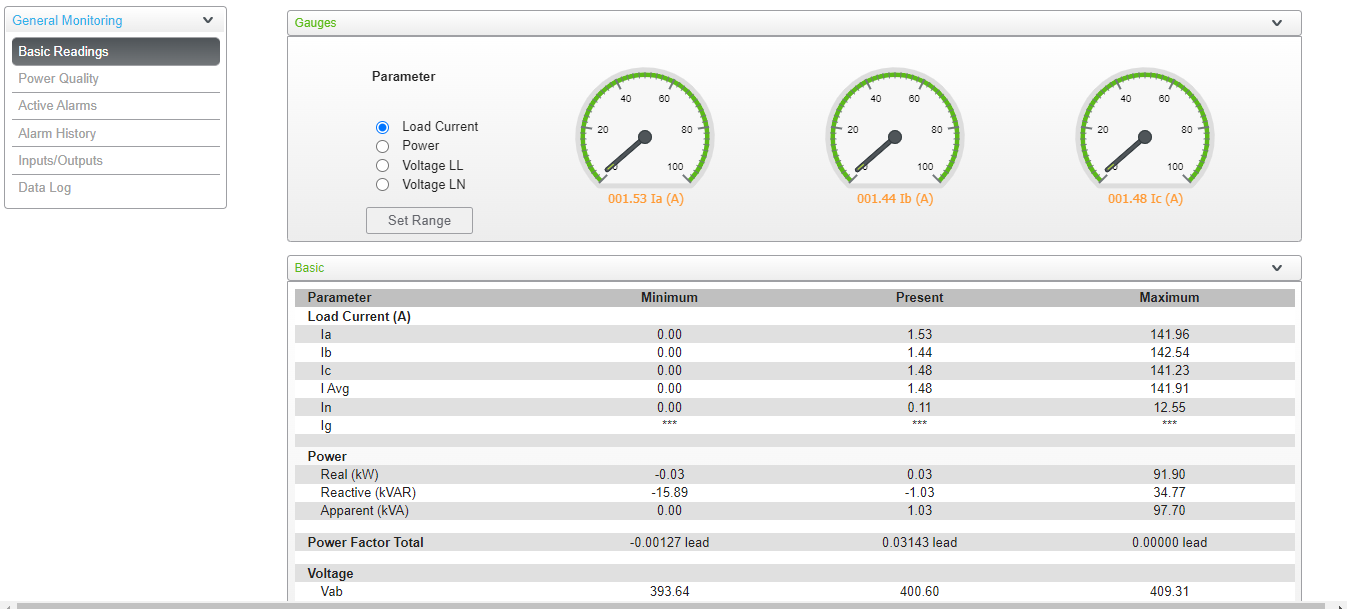 General Monitoring
Basic Readings
Power Quality
Active Alarms
Alarm History
Inputs/Outputs
Data Log
Gauges
Parameter
Load Current
Power
Voltage LL
Voltage LN
Set Range
0 20 40 60 80 100
001.53 Ia (A)
0 20 40 60 80 100
001.44 Ib (A)
0 20 40 60 80 100
001.48 Ic (A)
Basic
Parameter Minimum Present Maximum
Load Current (A)
Ia 0.00 1.53 141.96
Ib 0.00 1.44 142.54
Ic 0.00 1.48 141.23
I Avg 0.00 1.48 141.91
In 0.00 0.11 12.55
Ig *** *** ***
Power
Real (kW) -0.03 0.03 91.90
Reactive (kVAR) -15.89 -1.03 34.77
Apparent (kVA) 0.00 1.03 97.70
Power Factor Total -0.00127 lead 0.03143 lead 0.00000 lead
Voltage
Vab 393.64 400.60 409.31